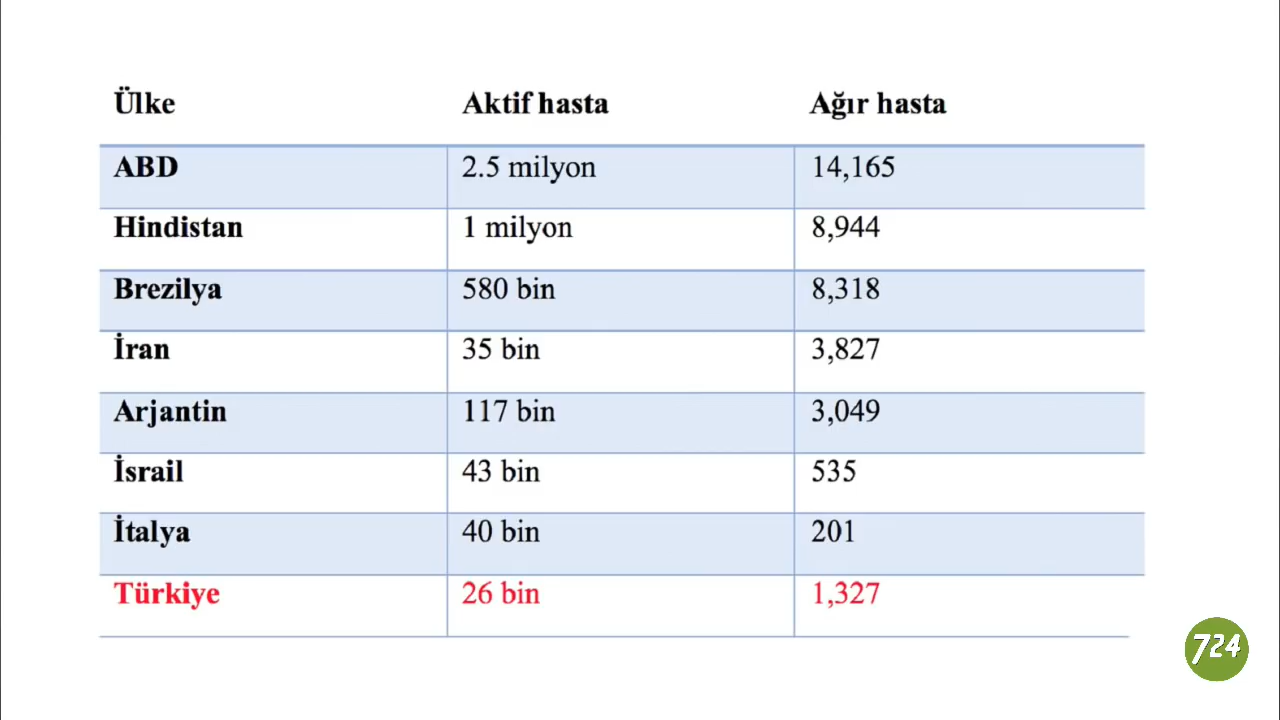 Ülke Aktif hasta Ağır hasta
ABD 2.5 milyon 14,165
Hindistan 1 milyon 8,944
Brezilya 580 bin 8,318
İran 35 bin 3,827
Arjantin 117 bin 3,049
İsrail 43 bin 535
İtalya 40 bin 201
Türkiye 26 bin 1,327
724